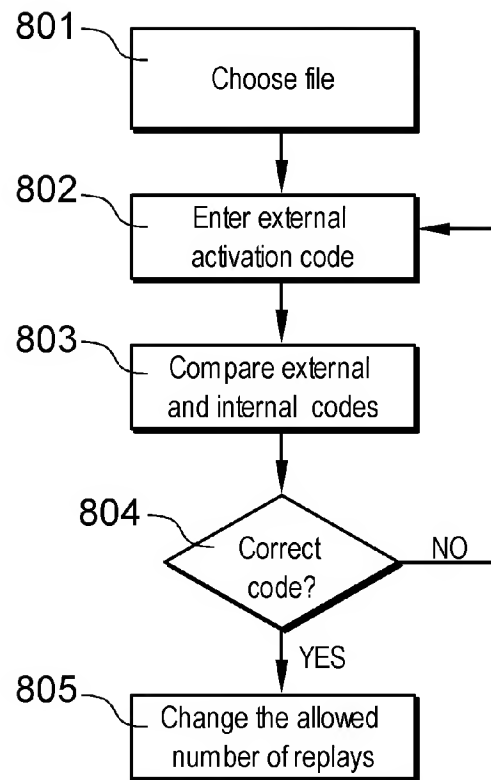 801
Choose file
802
Enter external
activation code
803
Compare external
and internal codes
804
Correct
code?
NO
YES
805
Change the allowed
number of replays